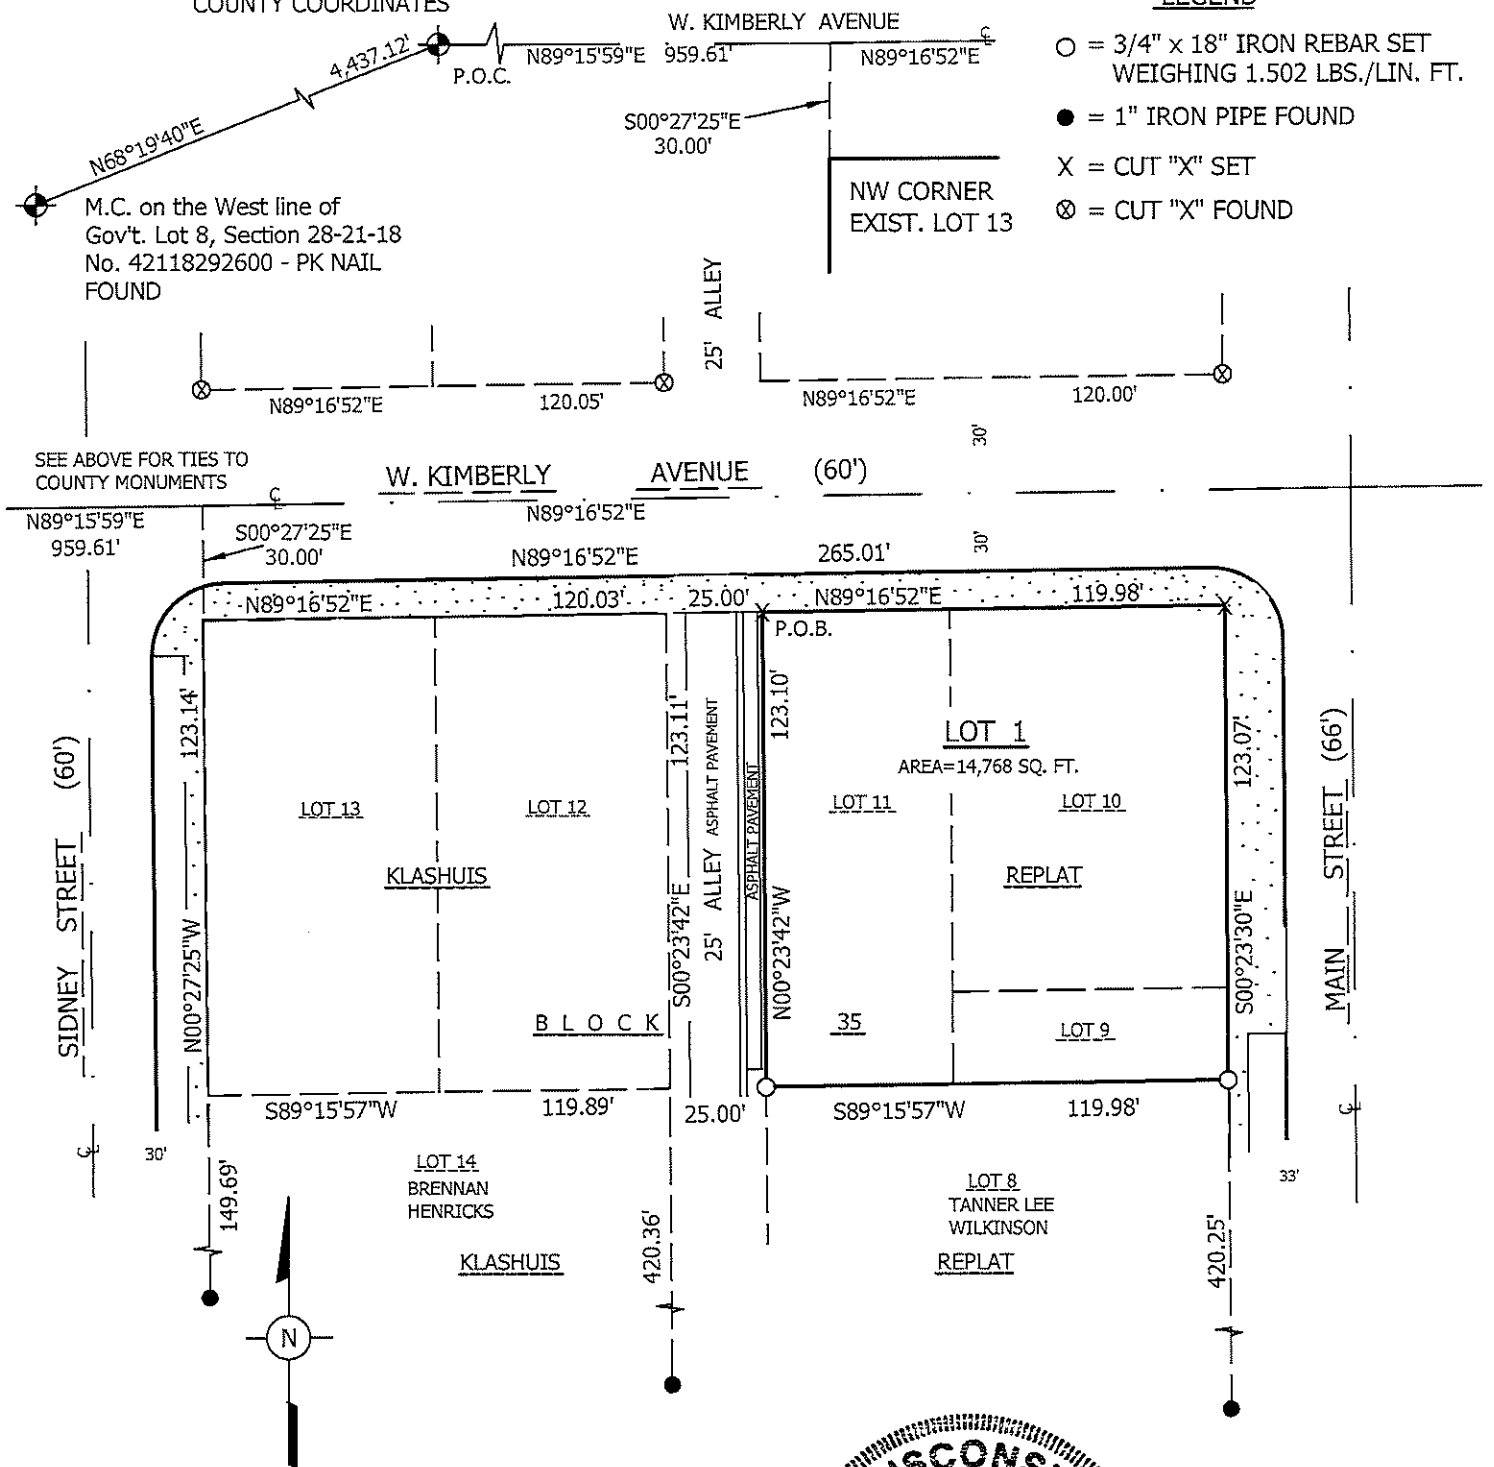 COUNTY COORDINATES
LEGEND
W. KIMBERLY AVENUE
N89°15'59"E 959.61'
N89°16'52"E
℄
4,437.12'
P.O.C.
N68°19'40"E
S00°27'25"E
30.00'
M.C. on the West line of
Gov't. Lot 8, Section 28-21-18
No. 42118292600 - PK NAIL
FOUND
NW CORNER
EXIST. LOT 13
O = 3/4" x 18" IRON REBAR SET
WEIGHING 1.502 LBS./LIN. FT.
● = 1" IRON PIPE FOUND
X = CUT "X" SET
⊗ = CUT "X" FOUND
25' ALLEY
N89°16'52"E 120.05'
N89°16'52"E 120.00'
30'
SEE ABOVE FOR TIES TO
COUNTY MONUMENTS
W. KIMBERLY AVENUE (60')
℄
N89°15'59"E
959.61'
N89°16'52"E
S00°27'25"E
30.00'
30'
N89°16'52"E 265.01'
N89°16'52"E 120.03' 25.00' N89°16'52"E 119.98'
X
X
P.O.B.
123.14'
123.11'
123.10'
123.07'
SIDNEY STREET (60')
N00°27'25"W
LOT 13
LOT 12
KLASHUIS
BLOCK
S00°23'42"E
25' ALLEY
ASPHALT PAVEMENT
ASPHALT PAVEMENT
N00°23'42"W
LOT 1
AREA=14,768 SQ. FT.
LOT 11
LOT 10
REPLAT
35
LOT 9
S00°23'30"E
MAIN STREET (66')
S89°15'57"W 119.89'
25.00'
S89°15'57"W 119.98'
℄
30'
℄
33'
149.69'
LOT 14
BRENNAN
HENRICKS
KLASHUIS
420.36'
LOT 8
TANNER LEE
WILKINSON
REPLAT
420.25'
N
ISCONS